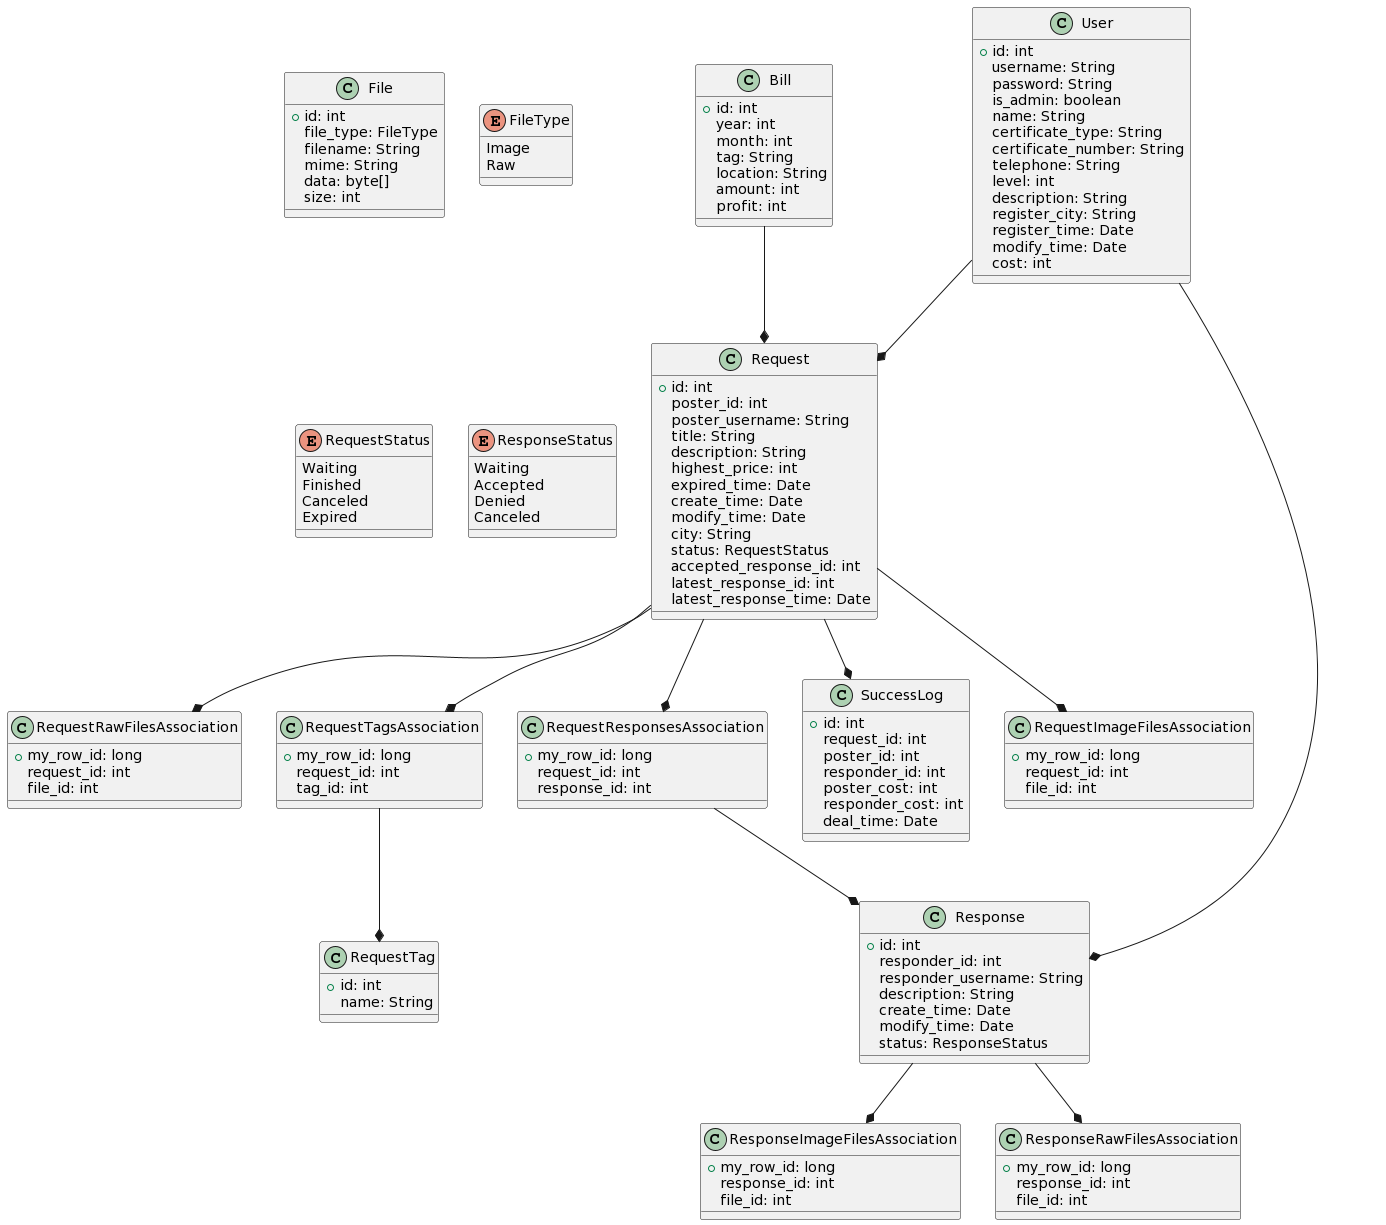 C User
+ id: int
username: String
password: String
is_admin: boolean
name: String
certificate_type: String
certificate_number: String
telephone: String
level: int
description: String
register_city: String
register_time: Date
modify_time: Date
cost: int
C File
id: int
file_type: FileType
filename: String
mime: String
data: byte[]
size: int
E FileType
Image
Raw
C Bill
id: int
year: int
month: int
tag: String
location: String
amount: int
profit: int
E RequestStatus
Waiting
Finished
Canceled
Expired
E ResponseStatus
Waiting
Accepted
Denied
Canceled
C Request
id: int
poster_id: int
poster_username: String
title: String
description: String
highest_price: int
expired_time: Date
create_time: Date
modify_time: Date
city: String
status: RequestStatus
accepted_response_id: int
latest_response_id: int
latest_response_time: Date
C RequestRawFilesAssociation
my_row_id: long
request_id: int
file_id: int
C RequestTagsAssociation
my_row_id: long
request_id: int
tag_id: int
C RequestResponsesAssociation
my_row_id: long
request_id: int
response_id: int
C SuccessLog
id: int
request_id: int
poster_id: int
responder_id: int
poster_cost: int
responder_cost: int
deal_time: Date
C RequestImageFilesAssociation
my_row_id: long
request_id: int
file_id: int
C RequestTag
id: int
name: String
C Response
id: int
responder_id: int
responder_username: String
description: String
create_time: Date
modify_time: Date
status: ResponseStatus
C ResponseImageFilesAssociation
my_row_id: long
response_id: int
file_id: int
C ResponseRawFilesAssociation
my_row_id: long
response_id: int
file_id: int